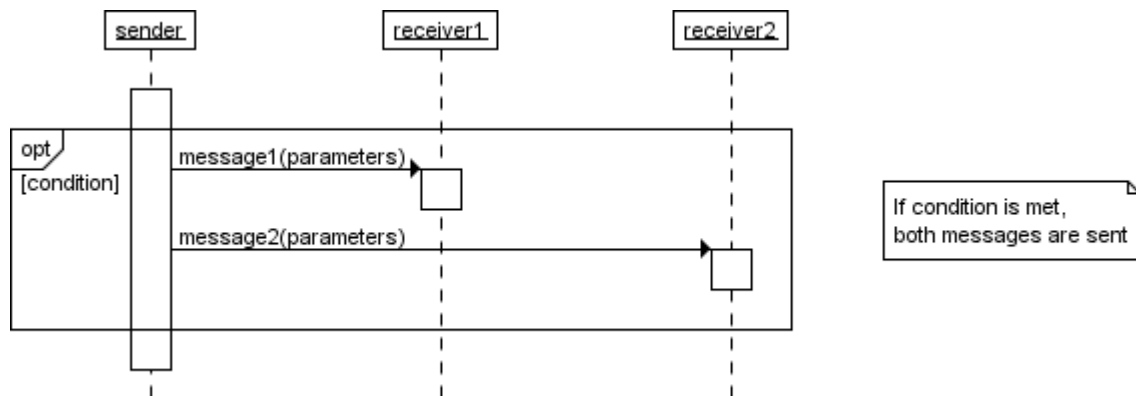 sender
receiver1
receiver2
opt
message1(parameters)
[condition]
message2(parameters)
If condition is met,
both messages are sent